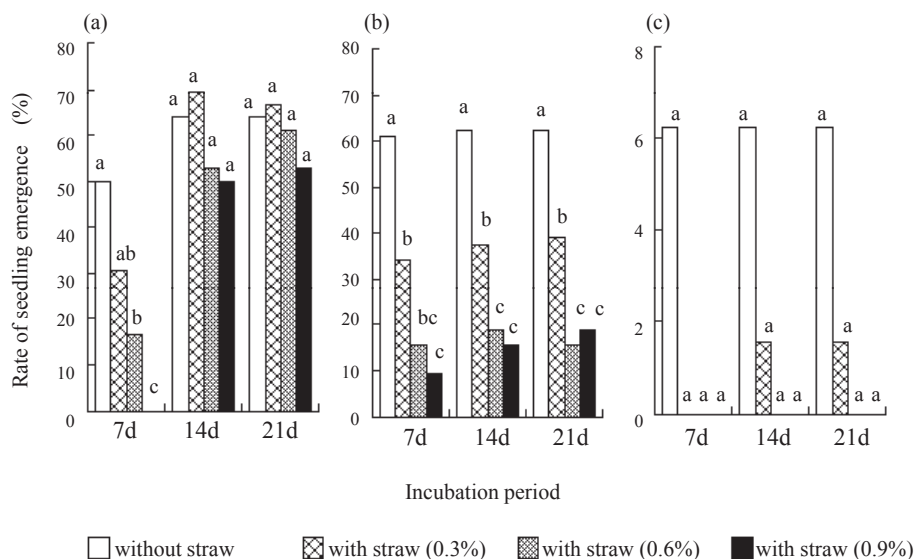 (a)
(b)
(c)
Rate of seedling emergence (%)
80
70
60
50
40
30
20
10
0
a
ab
b
c
a
a
a
a
a
a
a
a
7d
14d
21d
80
70
60
50
40
30
20
10
0
a
b
bc
c
a
b
c
c
a
b
c
c
7d
14d
21d
8
6
4
2
0
a
a a a
a
a
a a
a
a
a a
7d
14d
21d
Incubation period
without straw
with straw (0.3%)
with straw (0.6%)
with straw (0.9%)